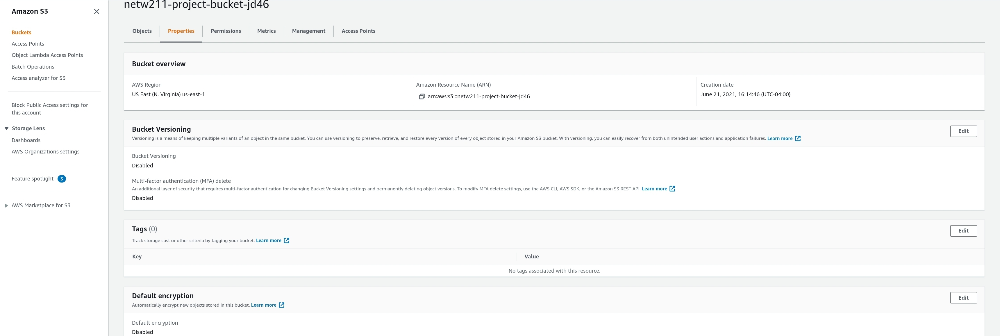 netw211-project-bucket-jd46
Amazon S3
Buckets
Access Points
Object Lambda Access Points
Batch Operations
Access analyzer for S3
Block Public Access settings for
this account
Storage Lens
Dashboards
AWS Organizations settings
Feature spotlight 3
AWS Marketplace for S3
Objects Properties Permissions Metrics Management Access Points
Bucket overview
AWS Region
US East (N. Virginia) us-east-1
Amazon Resource Name (ARN)
arn:aws:s3:::netw211-project-bucket-jd46
Creation date
June 21, 2021, 16:14:46 (UTC-04:00)
Bucket Versioning
Edit
Versioning is a means of keeping multiple variants of an object in the same bucket. You can use versioning to preserve, retrieve, and restore every version of every object stored in your Amazon S3 bucket. With versioning, you can easily recover from both unintended user actions and application failures. Learn more
Bucket Versioning
Disabled
Multi-factor authentication (MFA) delete
An additional layer of security that requires multi-factor authentication for changing Bucket Versioning settings and permanently deleting object versions. To modify MFA delete settings, use the AWS CLI, AWS SDK, or the Amazon S3 REST API. Learn more
Disabled
Tags (0)
Edit
Track storage cost or other criteria by tagging your bucket. Learn more
Key Value
No tags associated with this resource.
Default encryption
Edit
Automatically encrypt new objects stored in this bucket. Learn more
Default encryption
Disabled